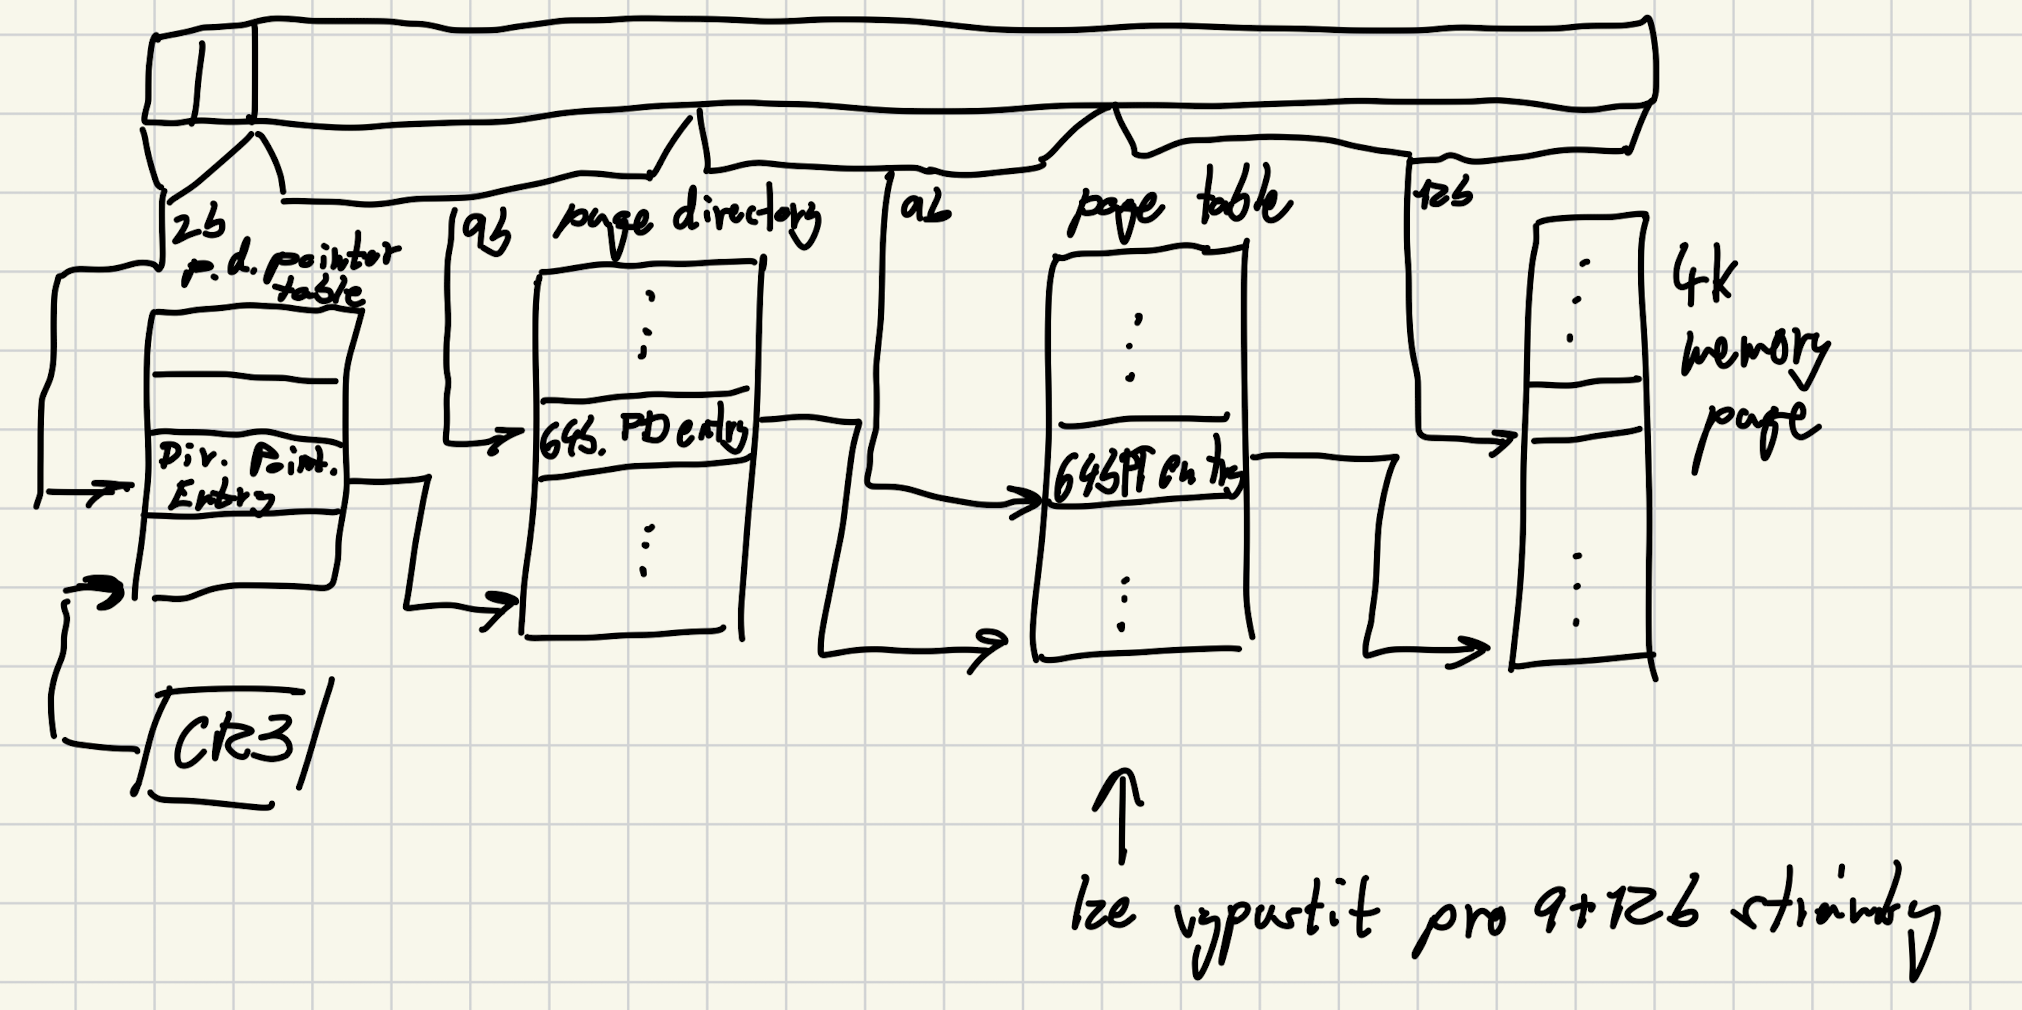 2b
p.d. pointer
table
9b
page directory
9b
page table
12b
4k
memory
page
Dir. Point.
Entry
64b. PD entry
64b PT entry
CR3
lze vypustit pro 9+12b stránky